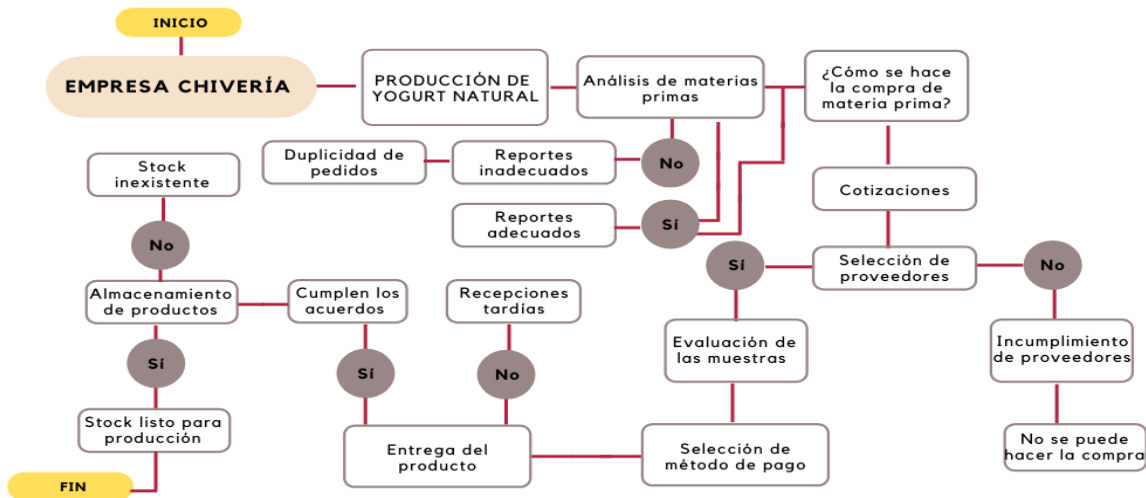 INICIO
EMPRESA CHIVERÍA
PRODUCCIÓN DE
YOGURT NATURAL
Análisis de materias
primas
¿Cómo se hace
la compra de
materia prima?
Duplicidad de
pedidos
Reportes
inadecuados
No
Reportes
adecuados
Sí
Cotizaciones
Selección de
proveedores
Sí
No
Evaluación de
las muestras
Incumplimiento
de proveedores
No se puede
hacer la compra
Selección de
método de pago
Entrega del
producto
No
Recepciones
tardías
Sí
Cumplen los
acuerdos
Almacenamiento
de productos
No
Stock
inexistente
Sí
Stock listo para
producción
FIN